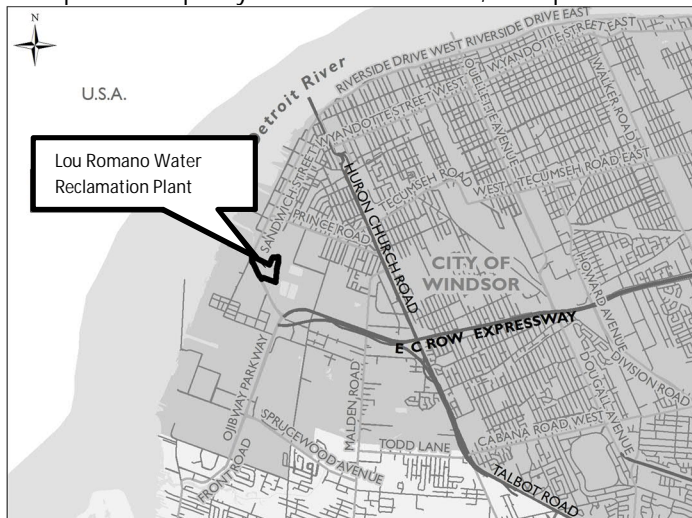 N
U.S.A.
Detroit River
RIVERSIDE DRIVE WEST RIVERSIDE DRIVE EAST
WYANDOTTE STREET WEST WYANDOTTE STREET EAST
OUELLETTE AVENUE
WALKER ROAD
Lou Romano Water
Reclamation Plant
SANDWICH STREET
HURON CHURCH ROAD
TECUMSEH ROAD WEST TECUMSEH ROAD EAST
PRINCE ROAD
CITY OF
WINDSOR
HOWARD AVENUE
E C ROW EXPRESSWAY
OJIBWAY PARKWAY
MALDEN ROAD
DIVISION ROAD
DOUGALL AVENUE
SPRUCEWOOD AVENUE
TODD LANE
CABANA ROAD WEST
FRONT ROAD
TALBOT ROAD